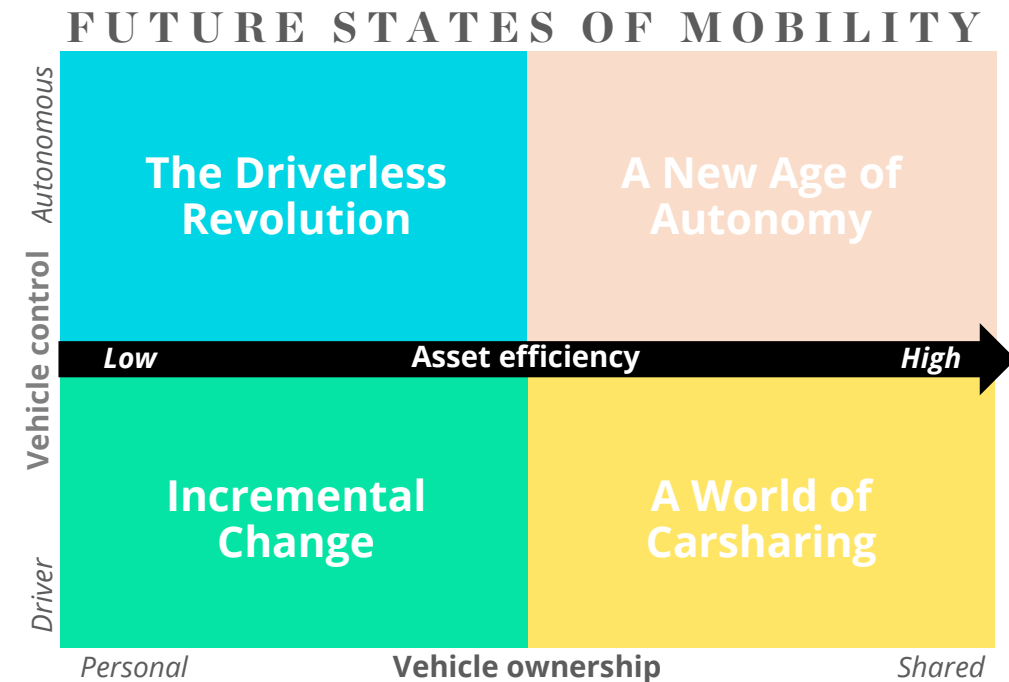 FUTURE STATES OF MOBILITY
Autonomous
The Driverless
Revolution
A New Age of
Autonomy
Vehicle control
Low
Asset efficiency
High
Incremental
Change
A World of
Carsharing
Driver
Personal
Vehicle ownership
Shared